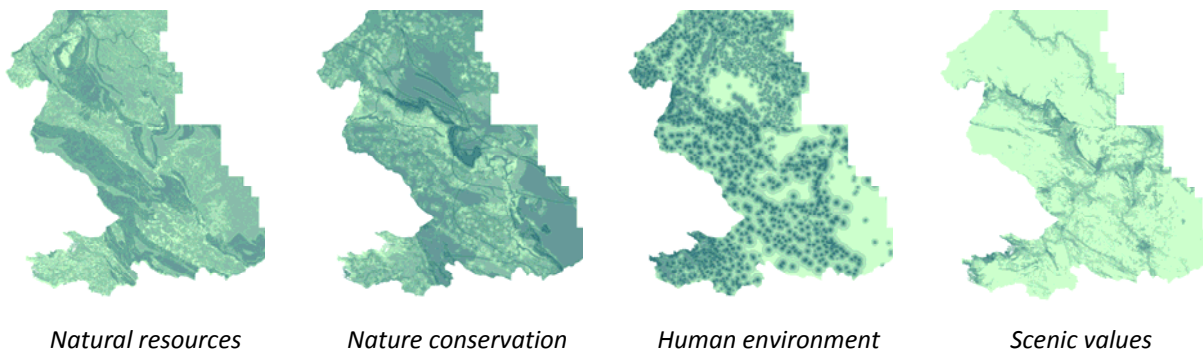 Natural resources
Nature conservation
Human environment
Scenic values